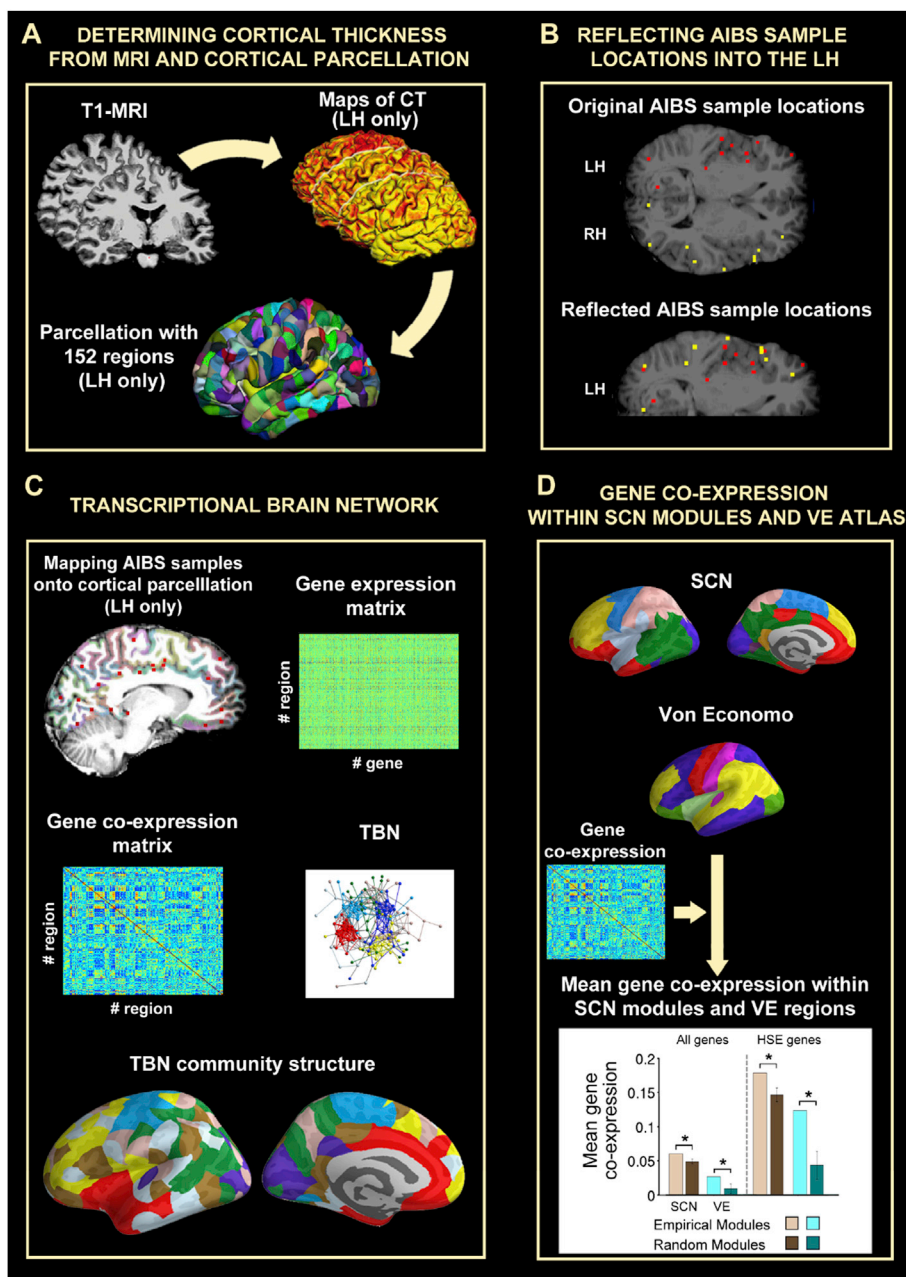 A
DETERMINING CORTICAL THICKNESS
FROM MRI AND CORTICAL PARCELLATION
T1-MRI
Maps of CT
(LH only)
Parcellation with
152 regions
(LH only)
B
REFLECTING AIBS SAMPLE
LOCATIONS INTO THE LH
Original AIBS sample locations
LH
RH
Reflected AIBS sample locations
LH
C
TRANSCRIPTIONAL BRAIN NETWORK
Mapping AIBS samples
onto cortical parcelllation
(LH only)
Gene expression
matrix
# region
# gene
Gene co-expression
matrix
# region
# region
TBN
TBN community structure
D
GENE CO-EXPRESSION
WITHIN SCN MODULES AND VE ATLAS
SCN
Von Economo
Gene
co-expression
Mean gene co-expression within
SCN modules and VE regions
All genes
HSE genes
Mean gene
co-expression
0.2
0.15
0.1
0.05
0
*
*
*
*
SCN
VE
Empirical Modules
Random Modules